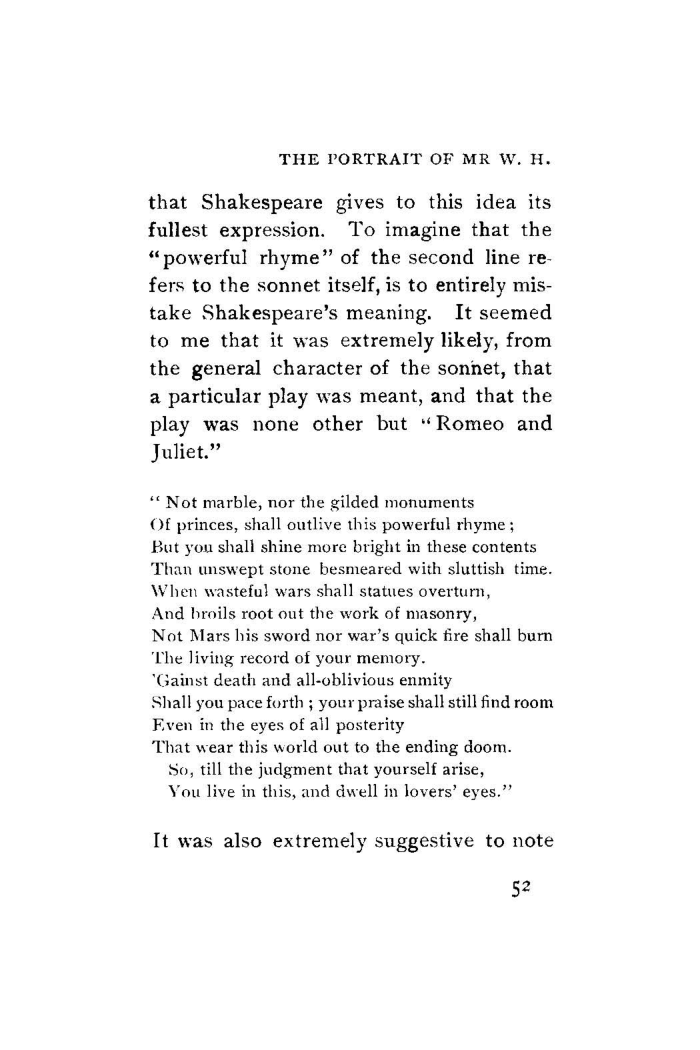 THE PORTRAIT OF MR W. H.
that Shakespeare gives to this idea its
fullest expression. To imagine that the
“powerful rhyme” of the second line re-
fers to the sonnet itself, is to entirely mis-
take Shakespeare's meaning. It seemed
to me that it was extremely likely, from
the general character of the sonnet, that
a particular play was meant, and that the
play was none other but “Romeo and
Juliet.”
“ Not marble, nor the gilded monuments
Of princes, shall outlive this powerful rhyme ;
But you shall shine more bright in these contents
Than unswept stone besmeared with sluttish time.
When wasteful wars shall statues overturn,
And broils root out the work of masonry,
Not Mars his sword nor war's quick fire shall burn
The living record of your memory.
'Gainst death and all-oblivious enmity
Shall you pace forth ; your praise shall still find room
Even in the eyes of all posterity
That wear this world out to the ending doom.
So, till the judgment that yourself arise,
You live in this, and dwell in lovers' eyes.”
It was also extremely suggestive to note
52